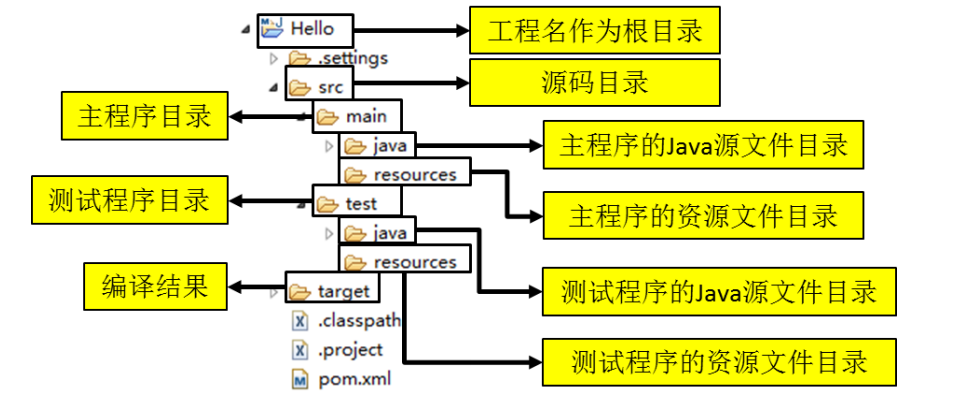 Hello
工程名作为根目录
.settings
src
源码目录
主程序目录
main
java
主程序的Java源文件目录
resources
测试程序目录
test
主程序的资源文件目录
java
resources
编译结果
target
测试程序的Java源文件目录
.classpath
.project
测试程序的资源文件目录
pom.xml